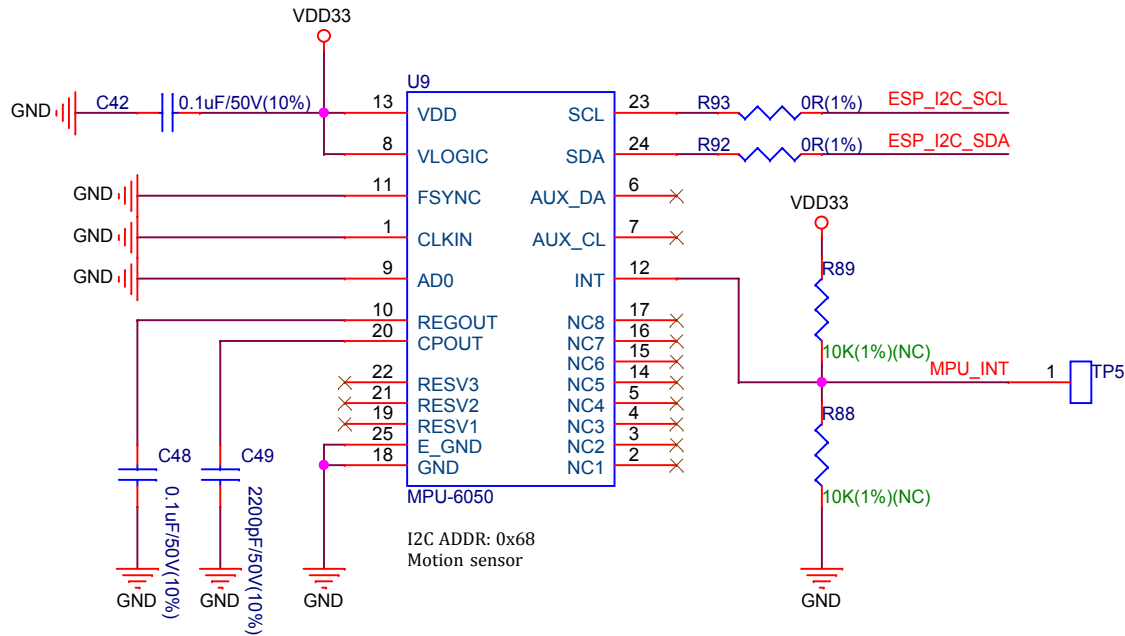 VDD33
U9
GND
C42
0.1uF/50V(10%)
13
VDD
SCL
23
R93
0R(1%)
ESP_I2C_SCL
8
VLOGIC
SDA
24
R92
0R(1%)
ESP_I2C_SDA
GND
11
FSYNC
AUX_DA
6
VDD33
GND
1
CLKIN
AUX_CL
7
GND
9
AD0
INT
12
R89
10
REGOUT
NC8
17
20
CPOUT
NC7
16
10K(1%)(NC)
NC6
15
MPU_INT
1
TP5
22
RESV3
NC5
14
21
RESV2
NC4
5
19
RESV1
NC3
4
R88
25
E_GND
NC2
3
18
GND
NC1
2
C48
0.1uF/50V(10%)
C49
2200pF/50V(10%)
MPU-6050
10K(1%)(NC)
I2C ADDR: 0x68
Motion sensor
GND
GND
GND
GND